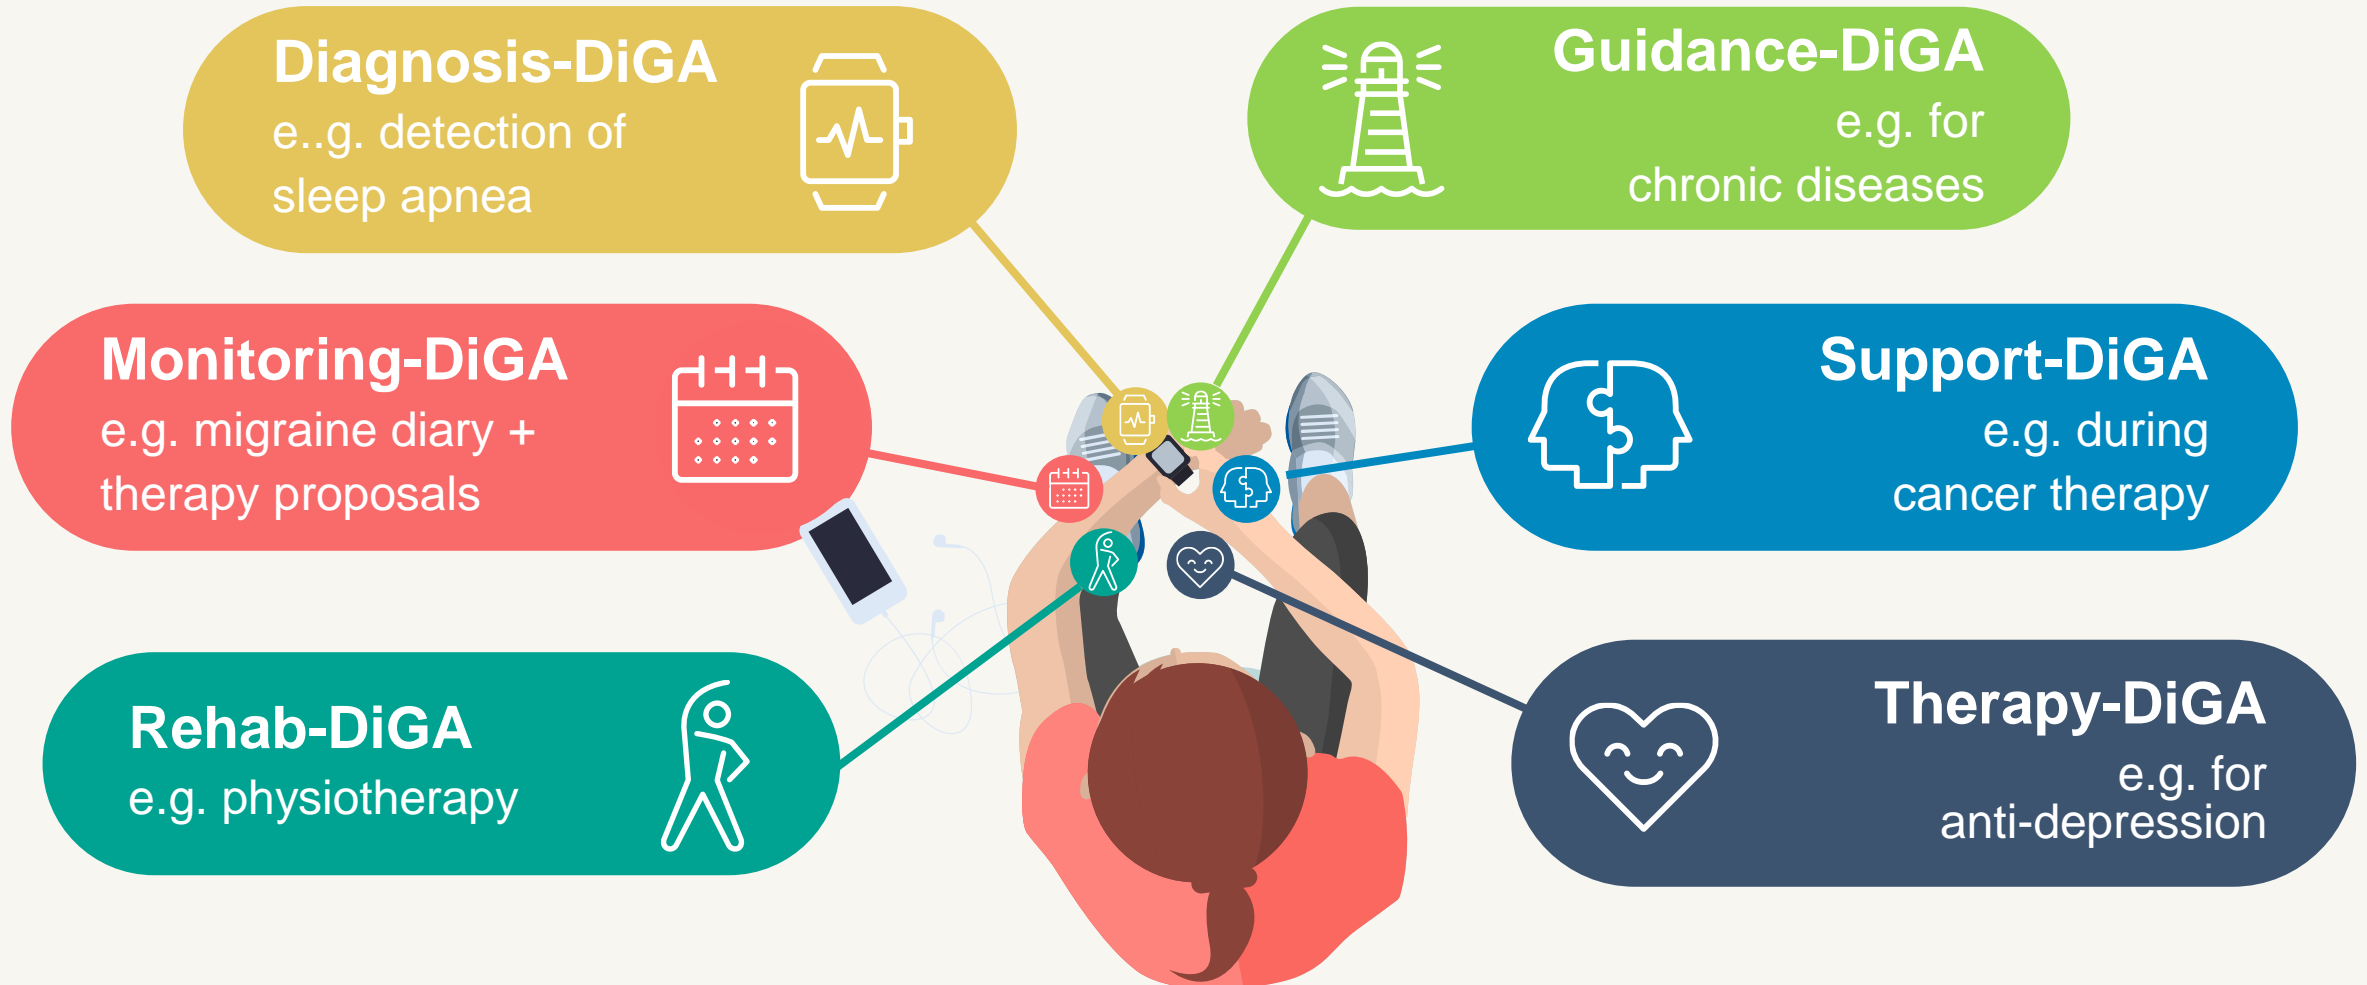 Diagnosis-DiGA
e..g. detection of
sleep apnea
Guidance-DiGA
e.g. for
chronic diseases
Monitoring-DiGA
e.g. migraine diary +
therapy proposals
Support-DiGA
e.g. during
cancer therapy
Rehab-DiGA
e.g. physiotherapy
Therapy-DiGA
e.g. for
anti-depression